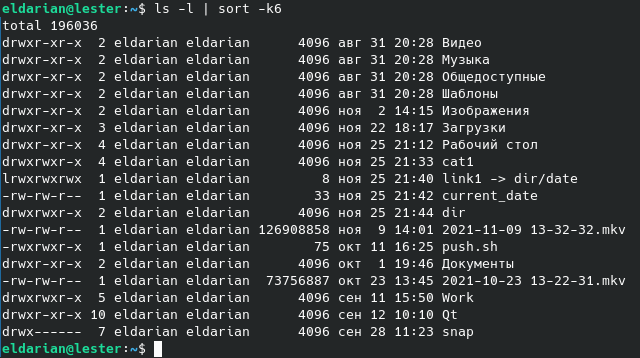 eldarian@lester:~$ ls -l | sort -k6
total 196036
drwxr-xr-x  2 eldarian eldarian      4096 авг 31 20:28 Видео
drwxr-xr-x  2 eldarian eldarian      4096 авг 31 20:28 Музыка
drwxr-xr-x  2 eldarian eldarian      4096 авг 31 20:28 Общедоступные
drwxr-xr-x  2 eldarian eldarian      4096 авг 31 20:28 Шаблоны
drwxr-xr-x  2 eldarian eldarian      4096 ноя  2 14:15 Изображения
drwxr-xr-x  3 eldarian eldarian      4096 ноя 22 18:17 Загрузки
drwxr-xr-x  4 eldarian eldarian      4096 ноя 25 21:12 Рабочий стол
drwxrwxr-x  4 eldarian eldarian      4096 ноя 25 21:33 cat1
lrwxrwxrwx  1 eldarian eldarian         8 ноя 25 21:40 link1 -> dir/date
-rw-rw-r--  1 eldarian eldarian        33 ноя 25 21:42 current_date
drwxrwxr-x  2 eldarian eldarian      4096 ноя 25 21:44 dir
-rw-rw-r--  1 eldarian eldarian 126908858 ноя  9 14:01 2021-11-09 13-32-32.mkv
-rwxrwxr-x  1 eldarian eldarian        75 окт 11 16:25 push.sh
drwxr-xr-x  2 eldarian eldarian      4096 окт  1 19:46 Документы
-rw-rw-r--  1 eldarian eldarian  73756887 окт 23 13:45 2021-10-23 13-22-31.mkv
drwxrwxr-x  5 eldarian eldarian      4096 сен 11 15:50 Work
drwxrwxr-x 10 eldarian eldarian      4096 сен 12 10:10 Qt
drwx------  7 eldarian eldarian      4096 сен 28 11:23 snap
eldarian@lester:~$